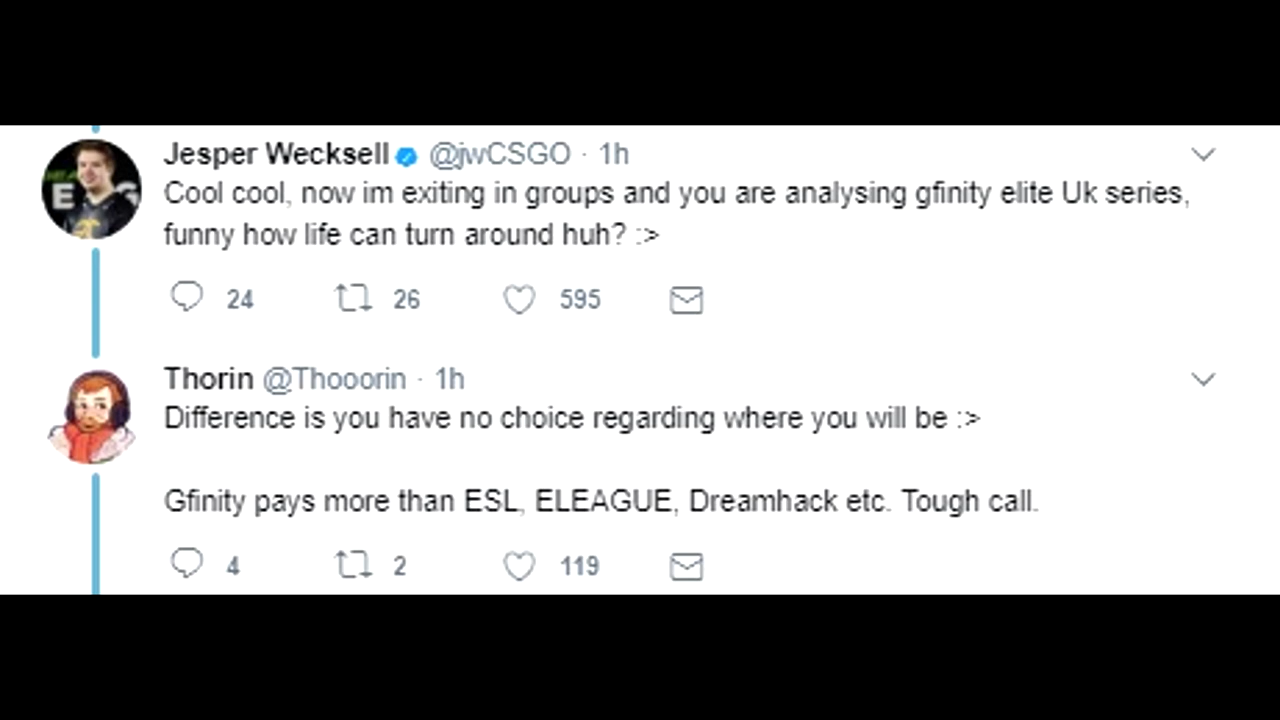 Jesper Wecksell @jwCSGO · 1h
Cool cool, now im exiting in groups and you are analysing gfinity elite Uk series,
funny how life can turn around huh? :>
24 26 595
Thorin @Thooorin · 1h
Difference is you have no choice regarding where you will be :>
Gfinity pays more than ESL, ELEAGUE, Dreamhack etc. Tough call.
4 2 119